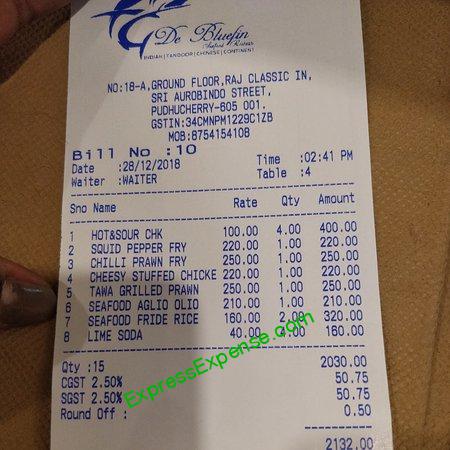 De Bluefin
INDIAN | TANDOOR | CHINESE | CONTINENT
NO:18-A,GROUND FLOOR,RAJ CLASSIC IN,
SRI AUROBINDO STREET,
PUDHUCHERRY-605 001.
GSTIN:34CMNPM1229C1ZB
MOB:8754154108
Bill No :10
Date :28/12/2018 Time :02:41 PM
Waiter :WAITER Table :4
Sno Name Rate Qty Amount
1 HOT&SOUR CHK 100.00 4.00 400.00
2 SQUID PEPPER FRY 220.00 1.00 220.00
3 CHILLI PRAWN FRY 250.00 1.00 250.00
4 CHEESY STUFFED CHICKE 220.00 1.00 220.00
5 TAWA GRILLED PRAWN 250.00 1.00 250.00
6 SEAFOOD AGLIO OLIO 210.00 1.00 210.00
7 SEAFOOD FRIDE RICE 160.00 2.00 320.00
8 LIME SODA 40.00 4.00 160.00
Qty :15 2030.00
CGST 2.50% 50.75
SGST 2.50% 50.75
Round Off : 0.50
2132.00
ExpressExpense.com